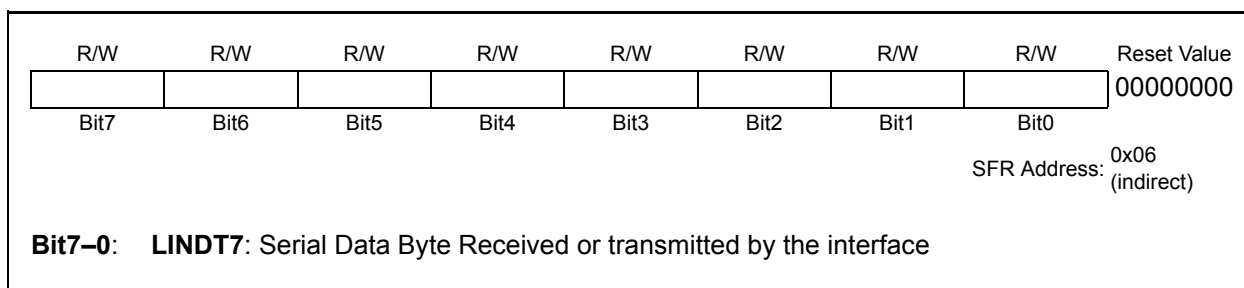 R/W R/W R/W R/W R/W R/W R/W R/W Reset Value
00000000
Bit7 Bit6 Bit5 Bit4 Bit3 Bit2 Bit1 Bit0
SFR Address: 0x06
(indirect)
Bit7–0: LINDT7: Serial Data Byte Received or transmitted by the interface